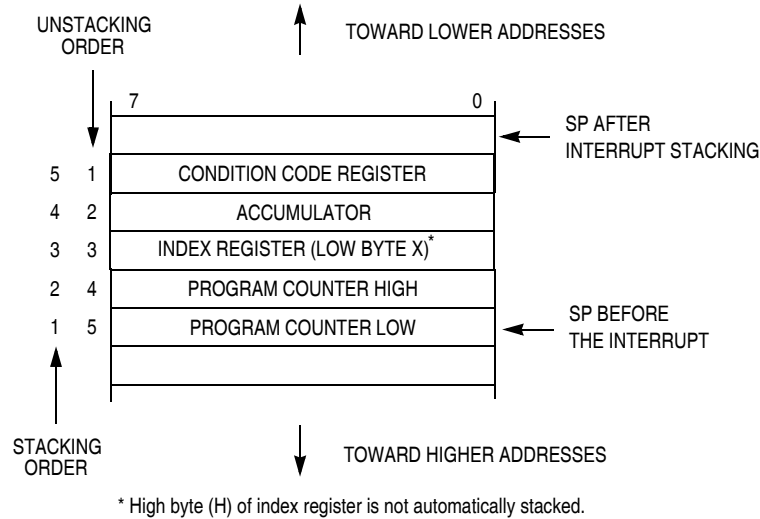 UNSTACKING
ORDER
TOWARD LOWER ADDRESSES
7 0
SP AFTER
INTERRUPT STACKING
5 1 CONDITION CODE REGISTER
4 2 ACCUMULATOR
3 3 INDEX REGISTER (LOW BYTE X)*
2 4 PROGRAM COUNTER HIGH
1 5 PROGRAM COUNTER LOW
SP BEFORE
THE INTERRUPT
STACKING
ORDER
TOWARD HIGHER ADDRESSES
* High byte (H) of index register is not automatically stacked.